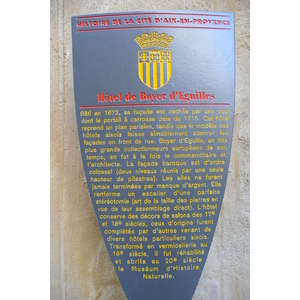 HISTOIRE DE LA CITÉ D'AIX-EN-PROVENCE
Hôtel de Boyer d'Eguilles
Bâti en 1672, sa façade est cachée par une cour
dont le portail à carrosse date de 1715. Cet hôtel
reprend un plan parisien, tandis que le modèle des
hôtels aixois laisse aimablement admirer les
façades en front de rue. Boyer d'Eguille, un des
plus grands collectionneurs européens de son
temps, en fut à la fois le commanditaire et
l'architecte. La façade baroque est d'ordre
colossal (deux niveaux réunis par une seule
hauteur de pilastres). Les ailes ne furent
jamais terminées par manque d'argent. Elle
renferme un escalier d'une parfaite
stéréotomie (art de la taille des pierres en
vue de leur assemblage direct). L'hôtel
conserve des décors de salons des 17e
et 18e siècles, ceux d'origine furent
complétés par d'autres venant de
divers hôtels particuliers aixois.
Transformé en vermicellerie au
19e siècle, il fut réhabilité
et abrita au 20e siècle
le Muséum d'Histoire
Naturelle.